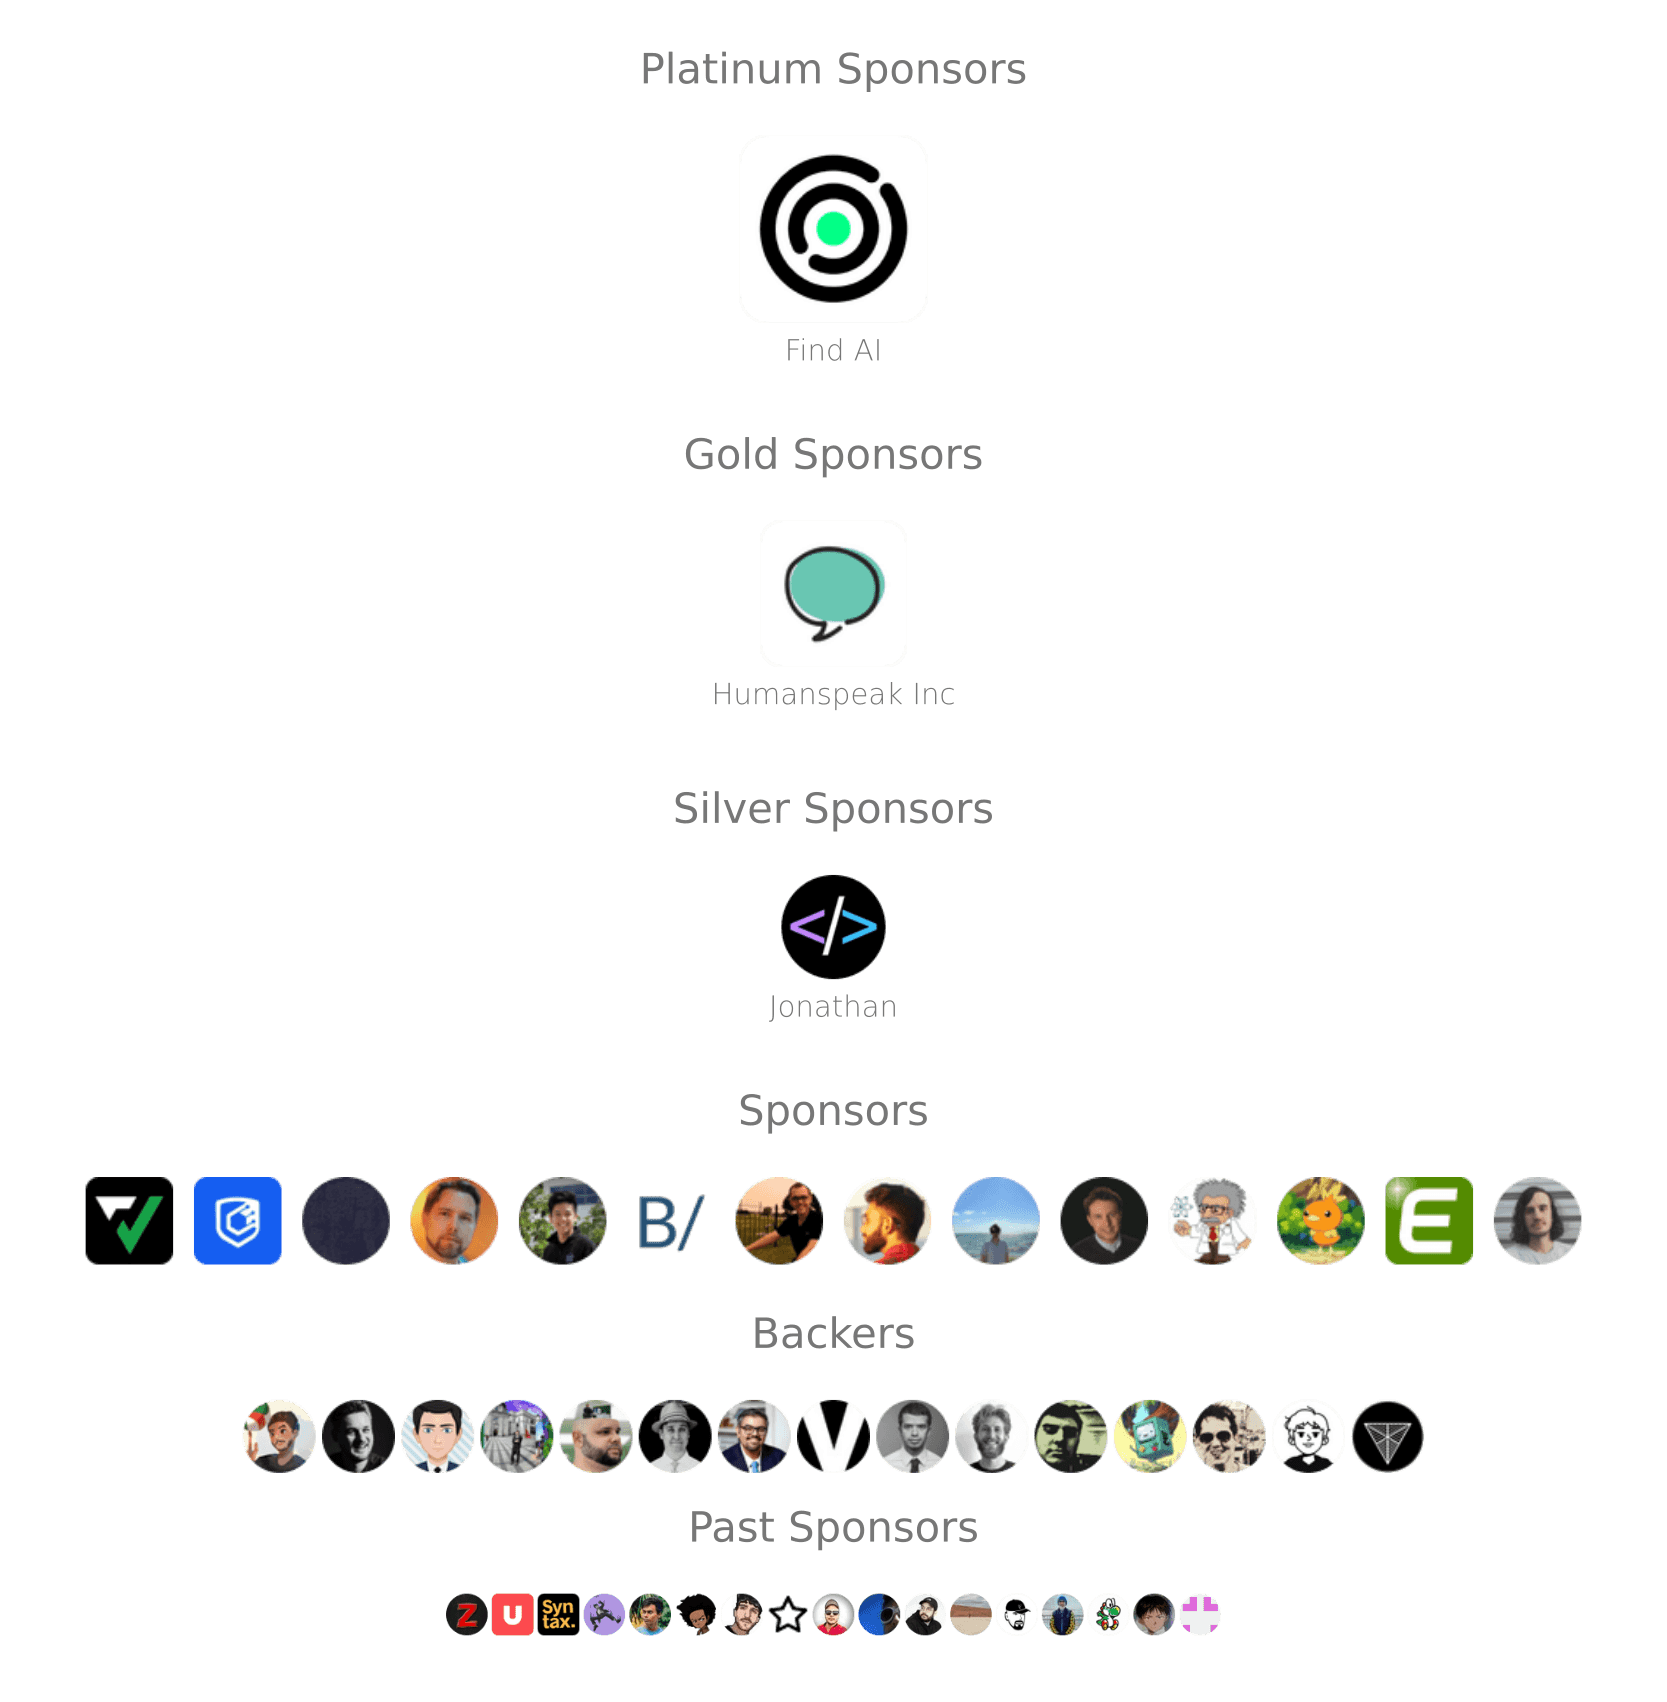 Platinum Sponsors
Find AI
Gold Sponsors
Humanspeak Inc
Silver Sponsors
</>
Jonathan
Sponsors
B/
E
Backers
V
Past Sponsors
Z
U
Syn
tax.